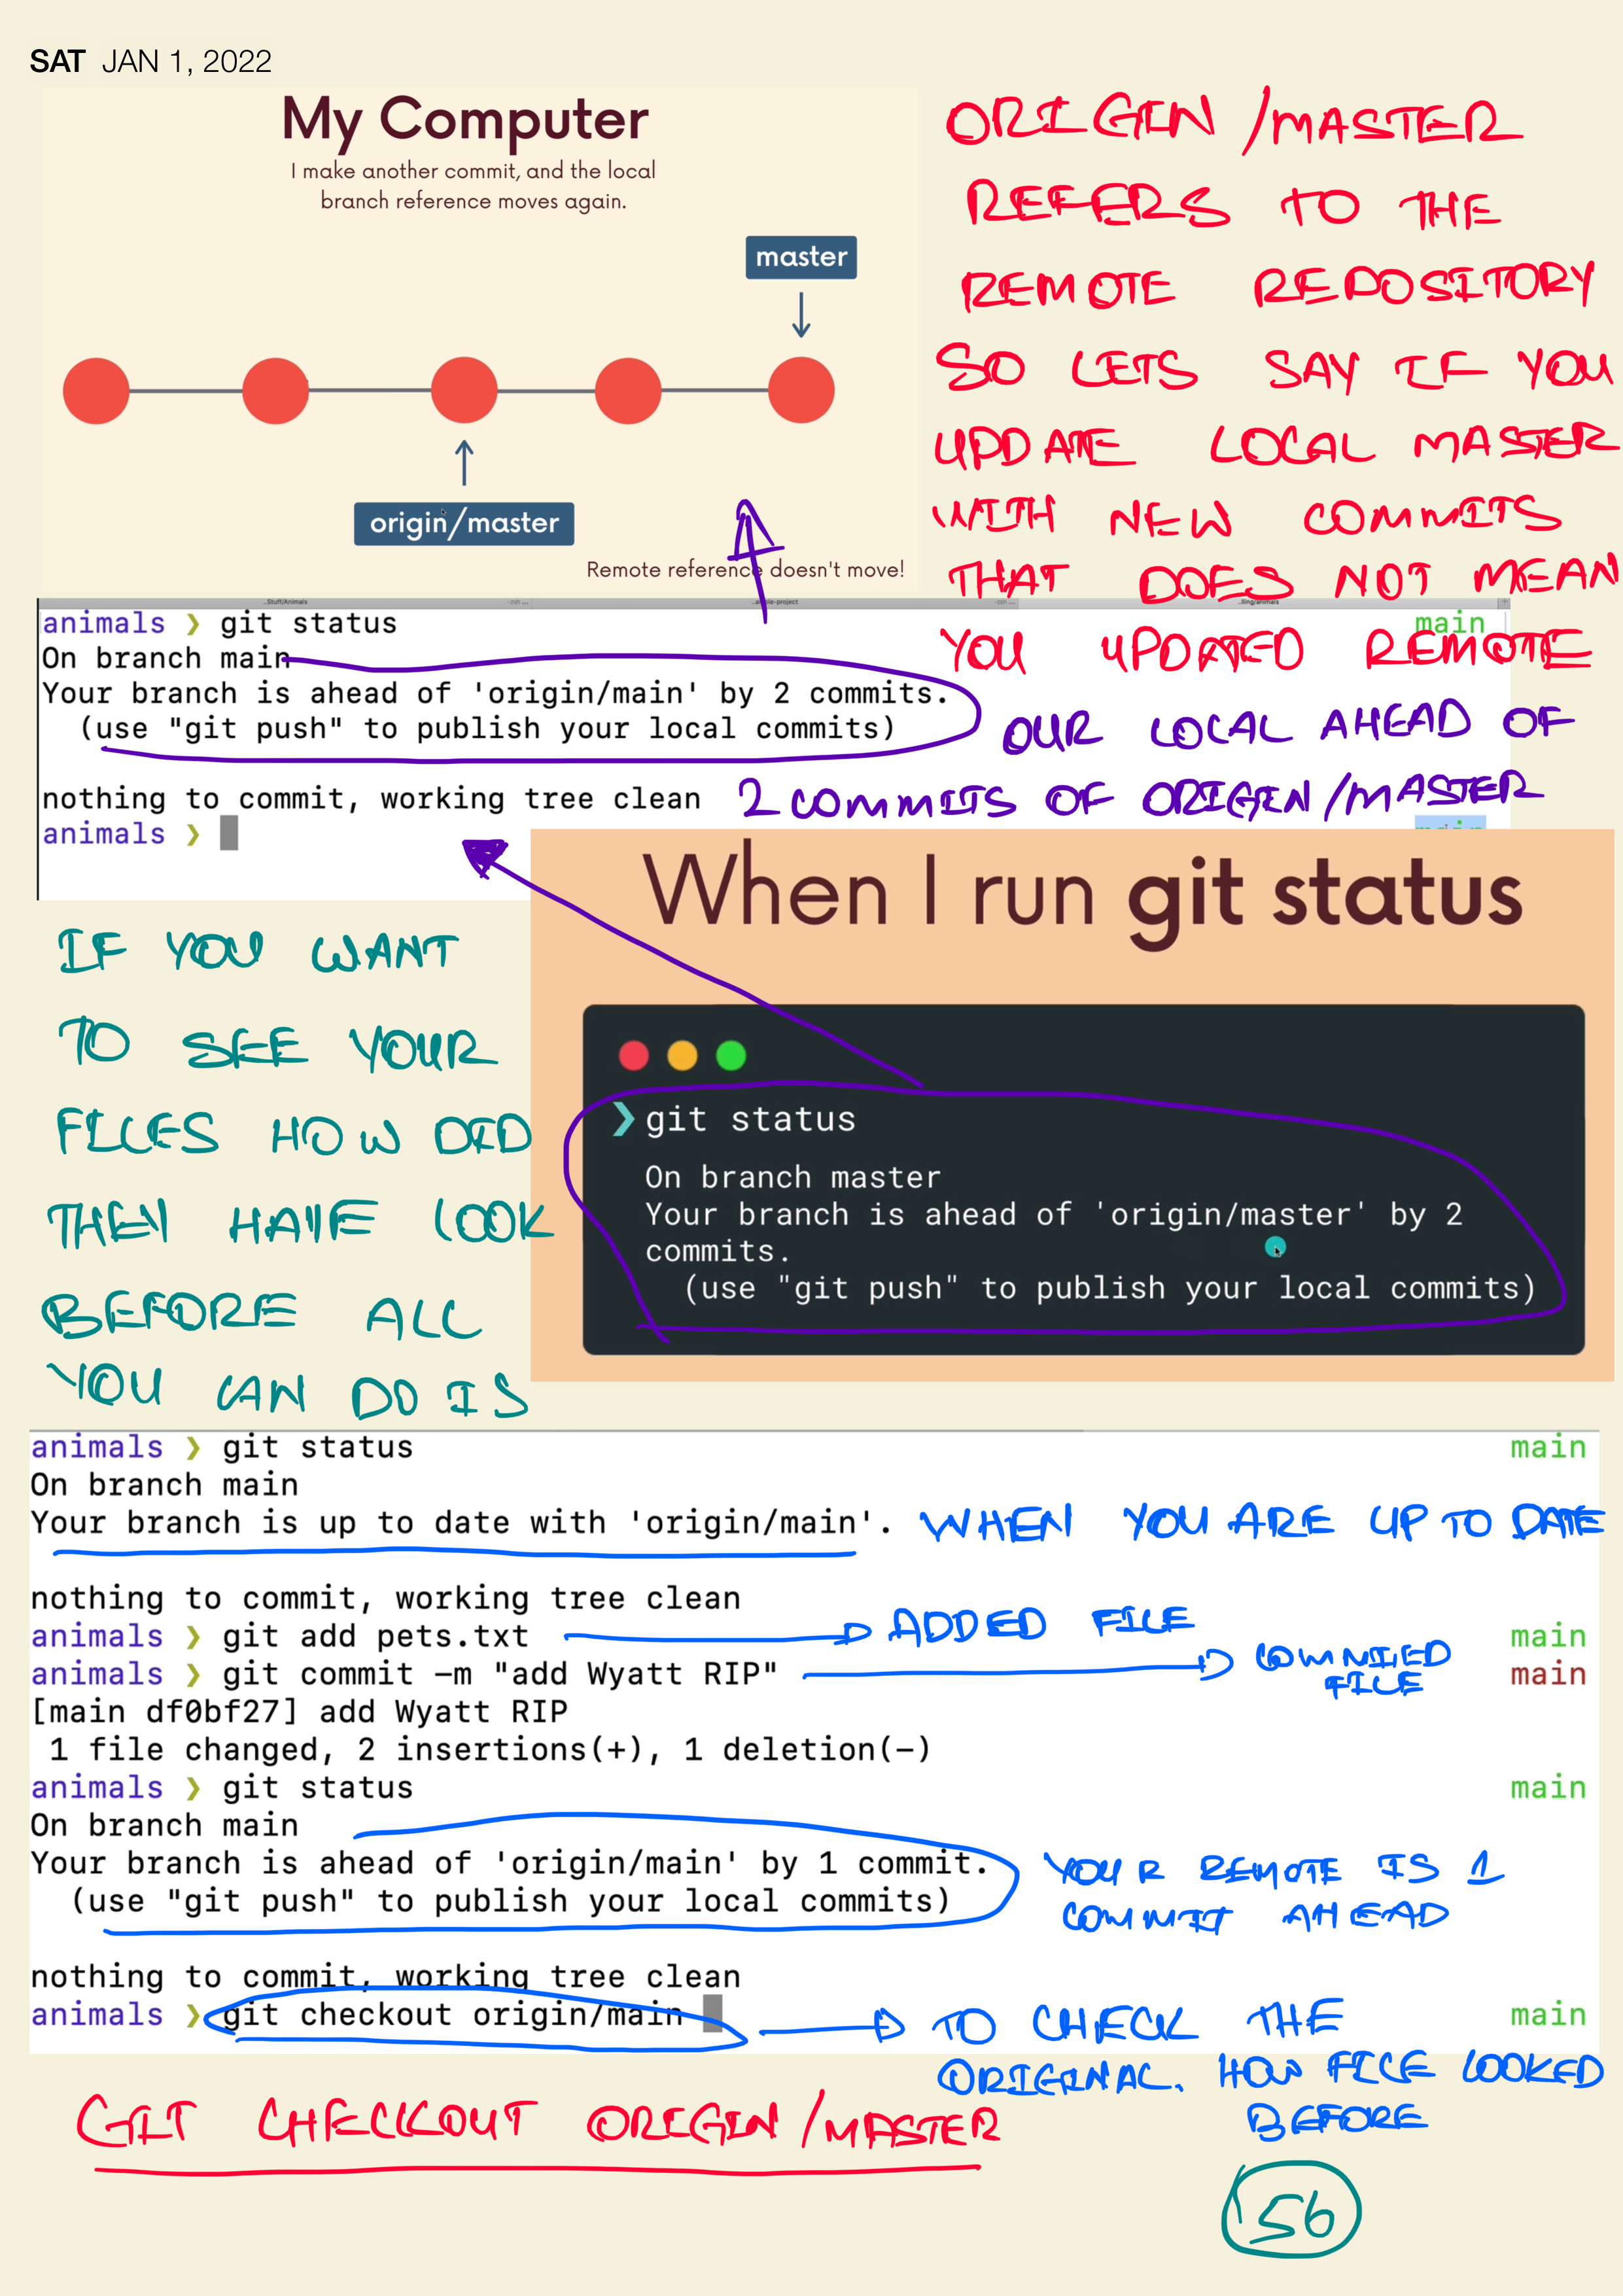 SAT JAN 1, 2022
My Computer
I make another commit, and the local
branch reference moves again.
master
origin/master
Remote reference doesn't move!
ORIGIN/MASTER
REFERS TO THE
REMOTE REPOSITORY
SO LETS SAY IF YOU
UPDATE LOCAL MASTER
WITH NEW COMMITS
THAT DOES NOT MEAN
YOU UPDATED REMOTE
animals ❯ git status main
On branch main
Your branch is ahead of 'origin/main' by 2 commits.
(use "git push" to publish your local commits)
OUR LOCAL AHEAD OF
2 COMMITS OF ORIGIN/MASTER
nothing to commit, working tree clean
animals ❯
When I run git status
❯ git status
On branch master
Your branch is ahead of 'origin/master' by 2
commits.
(use "git push" to publish your local commits)
IF YOU WANT
TO SEE YOUR
FILES HOW DID
THEY HAVE LOOK
BEFORE ALL
YOU CAN DO IS
animals ❯ git status main
On branch main
Your branch is up to date with 'origin/main'. WHEN YOU ARE UP TO DATE
nothing to commit, working tree clean
animals ❯ git add pets.txt ADDED FILE main
animals ❯ git commit -m "add Wyatt RIP" COMMITED main
FILE
[main df0bf27] add Wyatt RIP
1 file changed, 2 insertions(+), 1 deletion(-)
animals ❯ git status main
On branch main
Your branch is ahead of 'origin/main' by 1 commit.
(use "git push" to publish your local commits)
YOUR REMOTE IS 1
COMMIT AHEAD
nothing to commit, working tree clean
animals ❯ git checkout origin/main main
TO CHECK THE
ORIGINAL. HOW FILE LOOKED
BEFORE
GIT CHECKOUT ORIGIN/MASTER
56